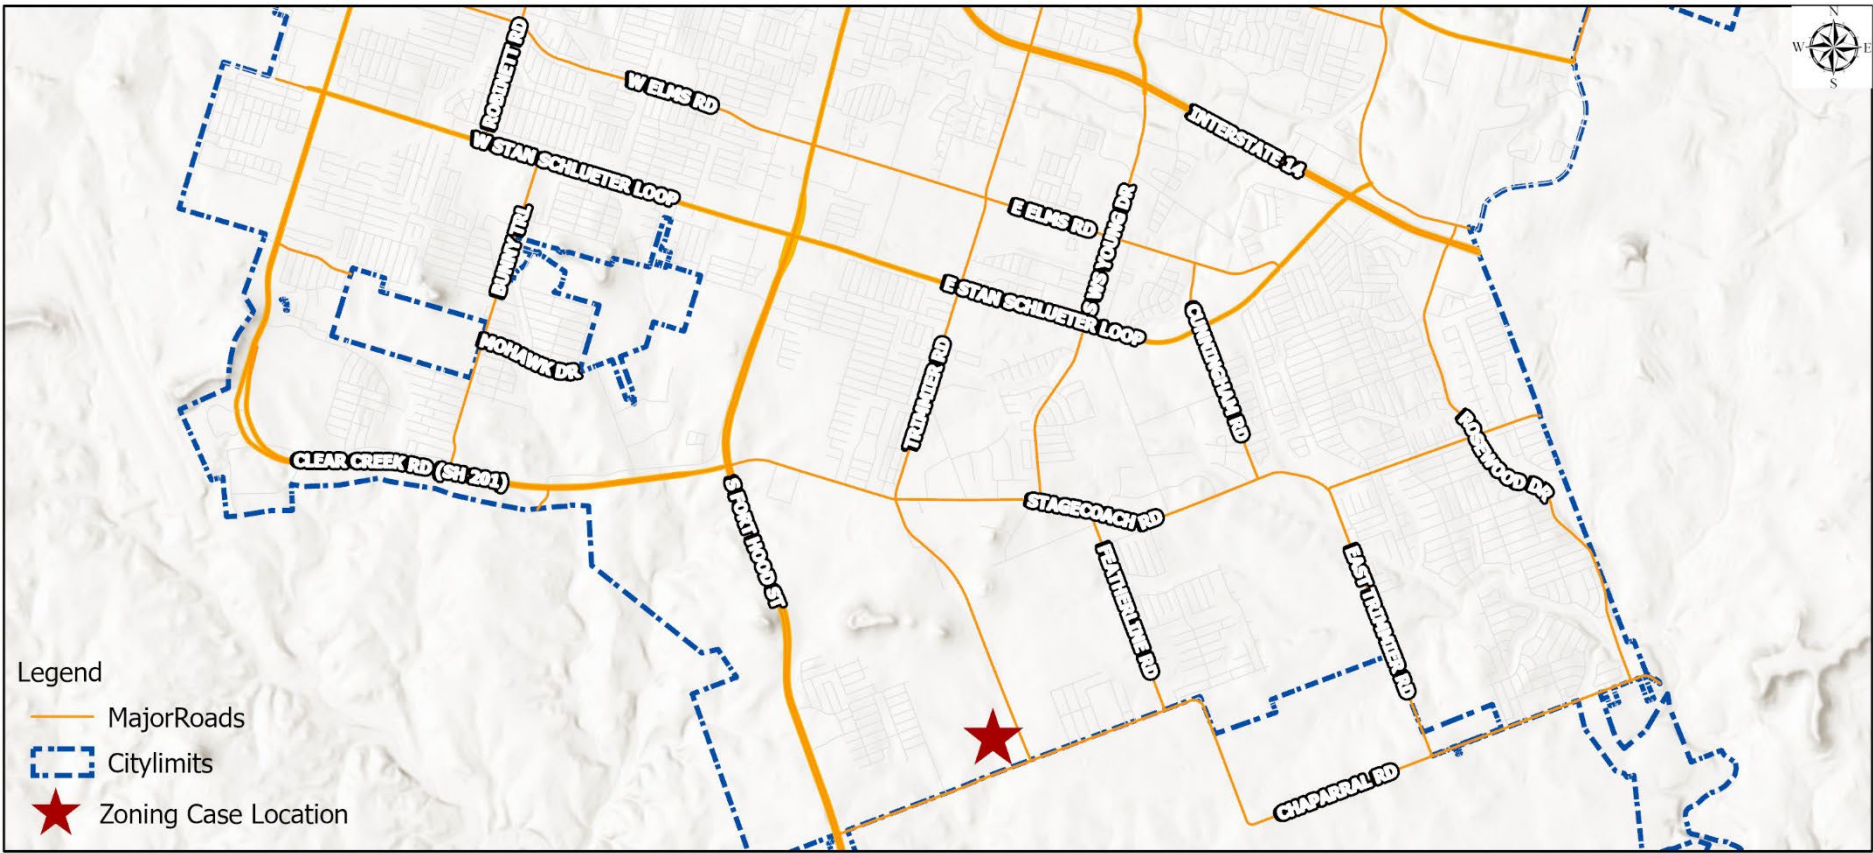 N
W E
S
ROBINETT RD
W ELMS RD
INTERSTATE 14
W STAN SCHLUETER LOOP
E ELMS RD
S WS YOUNG DR
BUNNY TRL
E STAN SCHLUETER LOOP
MOHAWK DR
TRIMMIER RD
CUNNINGHAM RD
CLEAR CREEK RD (SH 201)
ROSEWOOD DR
S FORT HOOD ST
STAGECOACH RD
FEATHERLINE RD
EAST TRIMMIER RD
CHAPARRAL RD
Legend
MajorRoads
Citylimits
Zoning Case Location